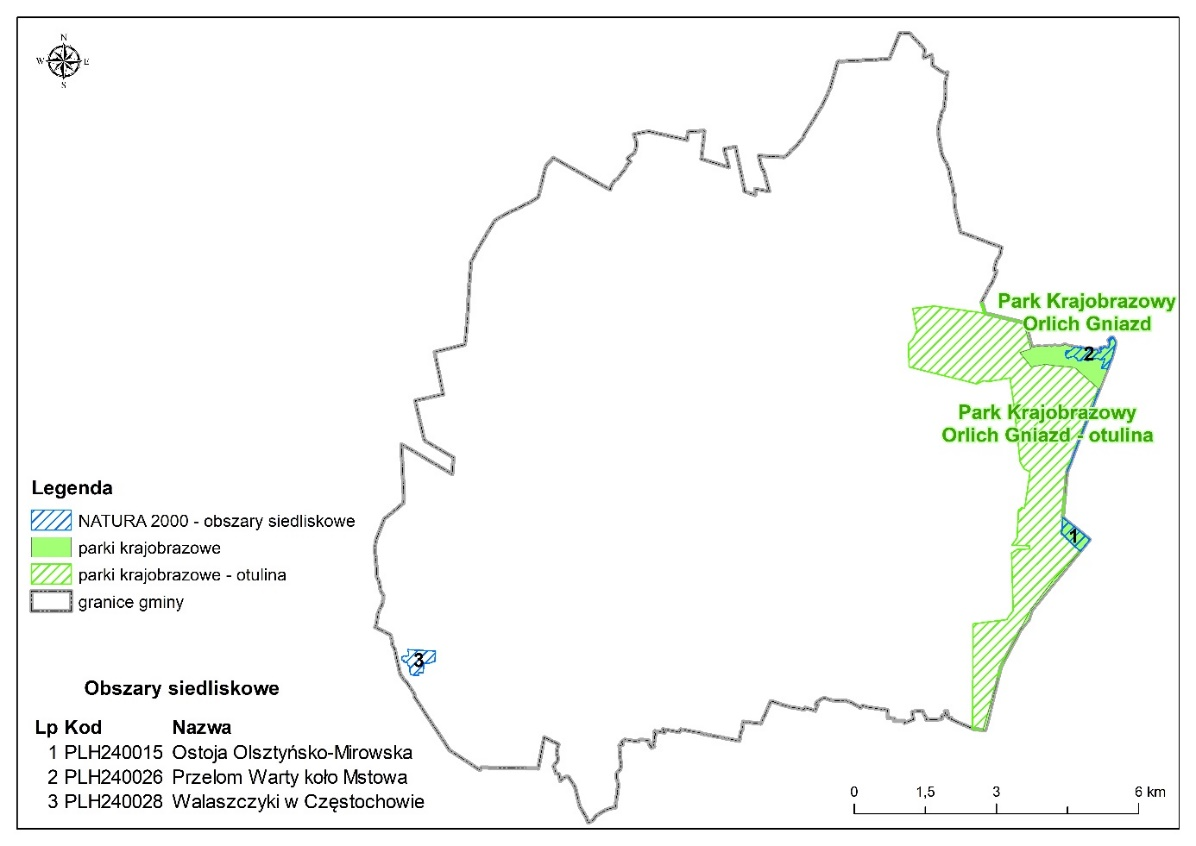 N
W E
S
Park Krajobrazowy
Orlich Gniazd
2
Park Krajobrazowy
Orlich Gniazd - otulina
1
Legenda
NATURA 2000 - obszary siedliskowe
parki krajobrazowe
parki krajobrazowe - otulina
granice gminy
3
Obszary siedliskowe
Lp Kod Nazwa
1 PLH240015 Ostoja Olsztyńsko-Mirowska
2 PLH240026 Przelom Warty koło Mstowa
3 PLH240028 Walaszczyki w Częstochowie
0 1,5 3 6 km